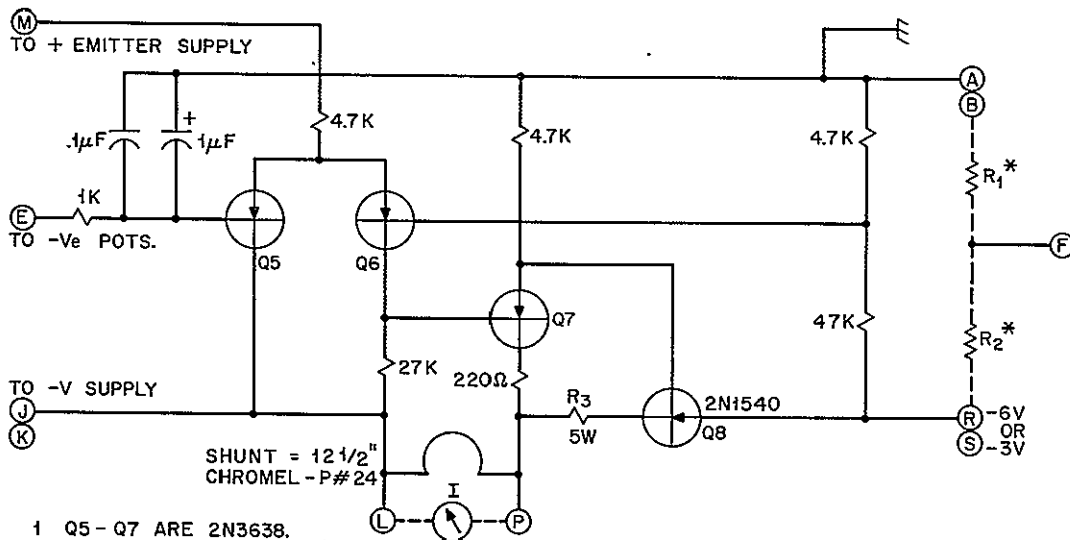 M
TO + EMITTER SUPPLY
A
B
4.7K
4.7K
4.7K
.1µF
+
1µF
R1*
1K
E
TO -Ve POTS.
F
Q5
Q6
Q7
47K
R2*
27K
220Ω
TO -V SUPPLY
J
K
R3
5W
2N1540
Q8
R
S
-6V
OR
-3V
SHUNT = 12 1/2"
CHROMEL-P#24
I
L
P
1 Q5-Q7 ARE 2N3638.